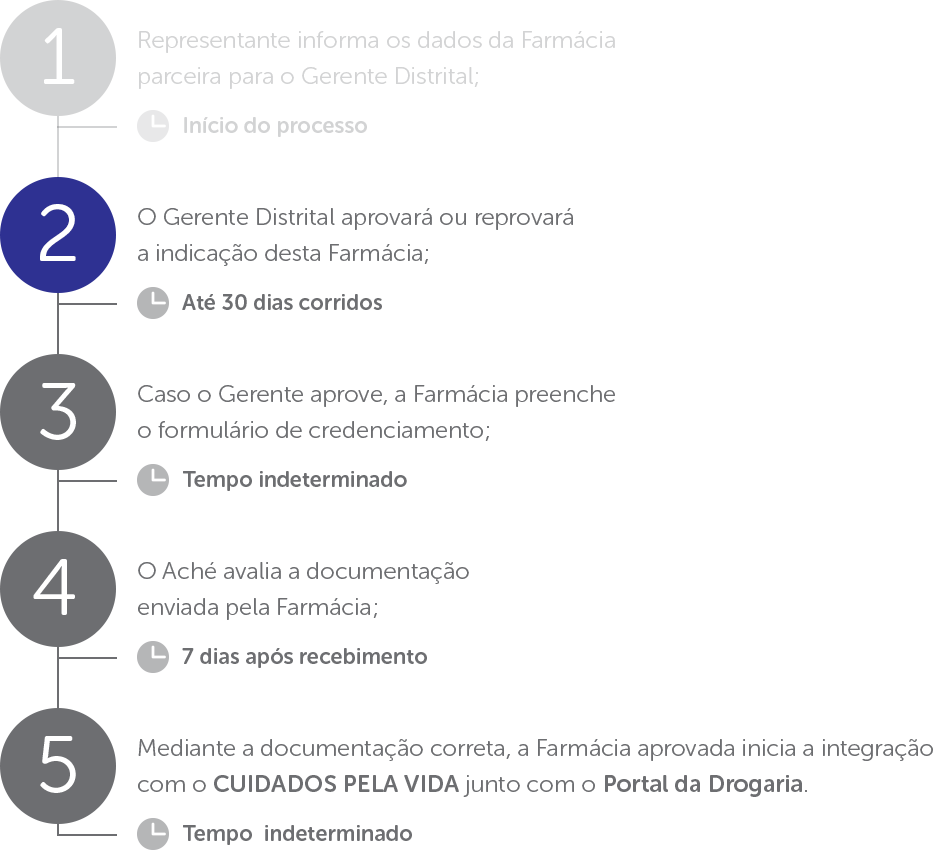 1
Representante informa os dados da Farmácia
parceira para o Gerente Distrital;
Início do processo
2
O Gerente Distrital aprovará ou reprovará
a indicação desta Farmácia;
Até 30 dias corridos
3
Caso o Gerente aprove, a Farmácia preenche
o formulário de credenciamento;
Tempo indeterminado
4
O Aché avalia a documentação
enviada pela Farmácia;
7 dias após recebimento
5
Mediante a documentação correta, a Farmácia aprovada inicia a integração
com o CUIDADOS PELA VIDA junto com o Portal da Drogaria.
Tempo indeterminado